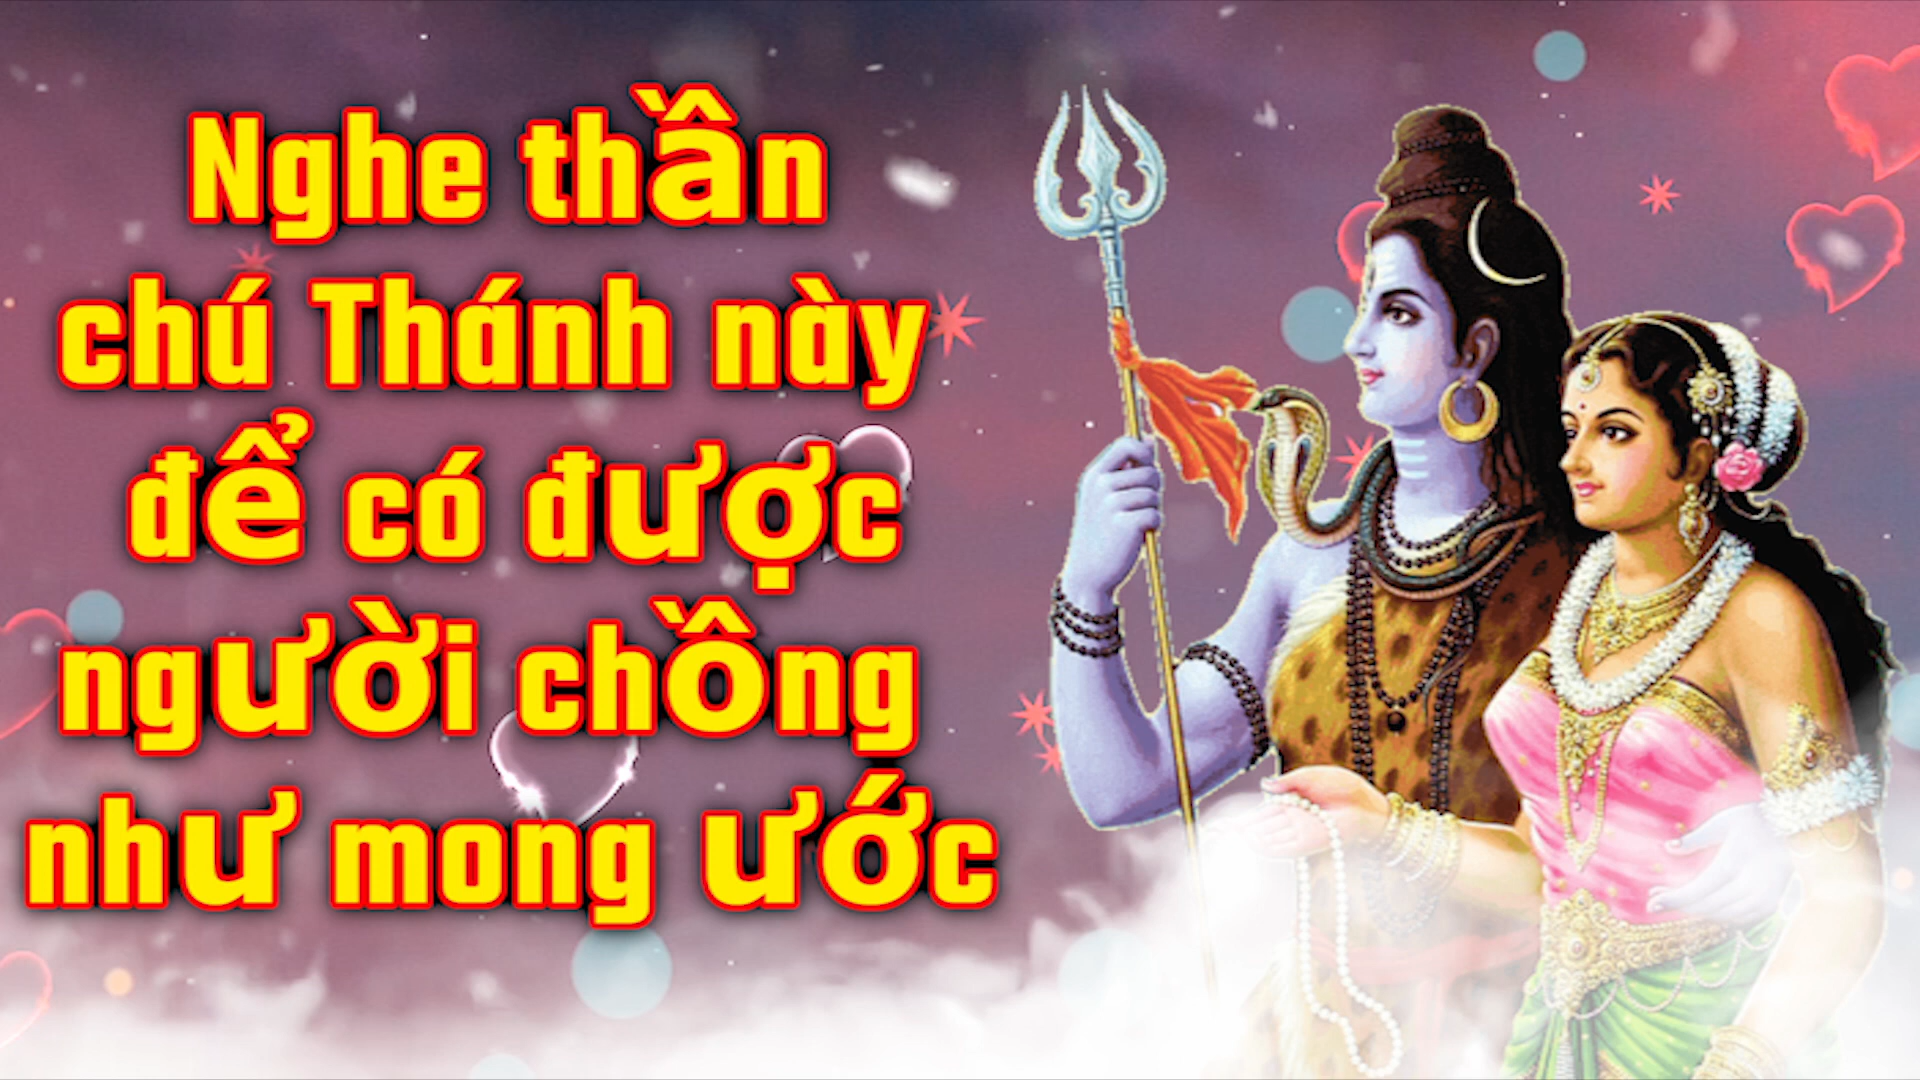 Nghe thần
chú Thánh này
để có được
người chồng
như mong ước